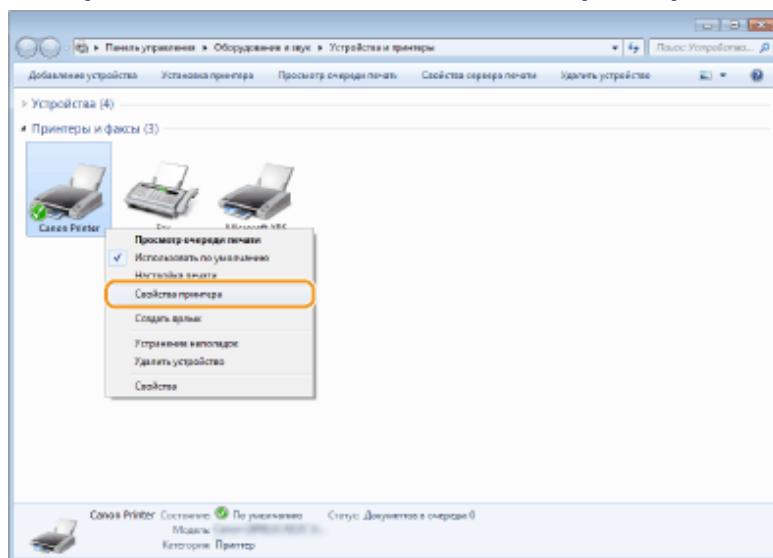 ▸ Панель управления ▸ Оборудование и звук ▸ Устройства и принтеры
Добавление устройства Установка принтера Просмотр очереди печати Свойства сервера печати Удалить устройство
Устройства (4)
Принтеры и факсы (3)
Canon Printer
Просмотр очереди печати
Использовать по умолчанию
Настройка печати
Свойства принтера
Создать ярлык
Устранение неполадок
Удалить устройство
Свойства
Canon Printer Состояние: По умолчанию Статус: Документов в очереди: 0
Модель:
Категория: Принтер